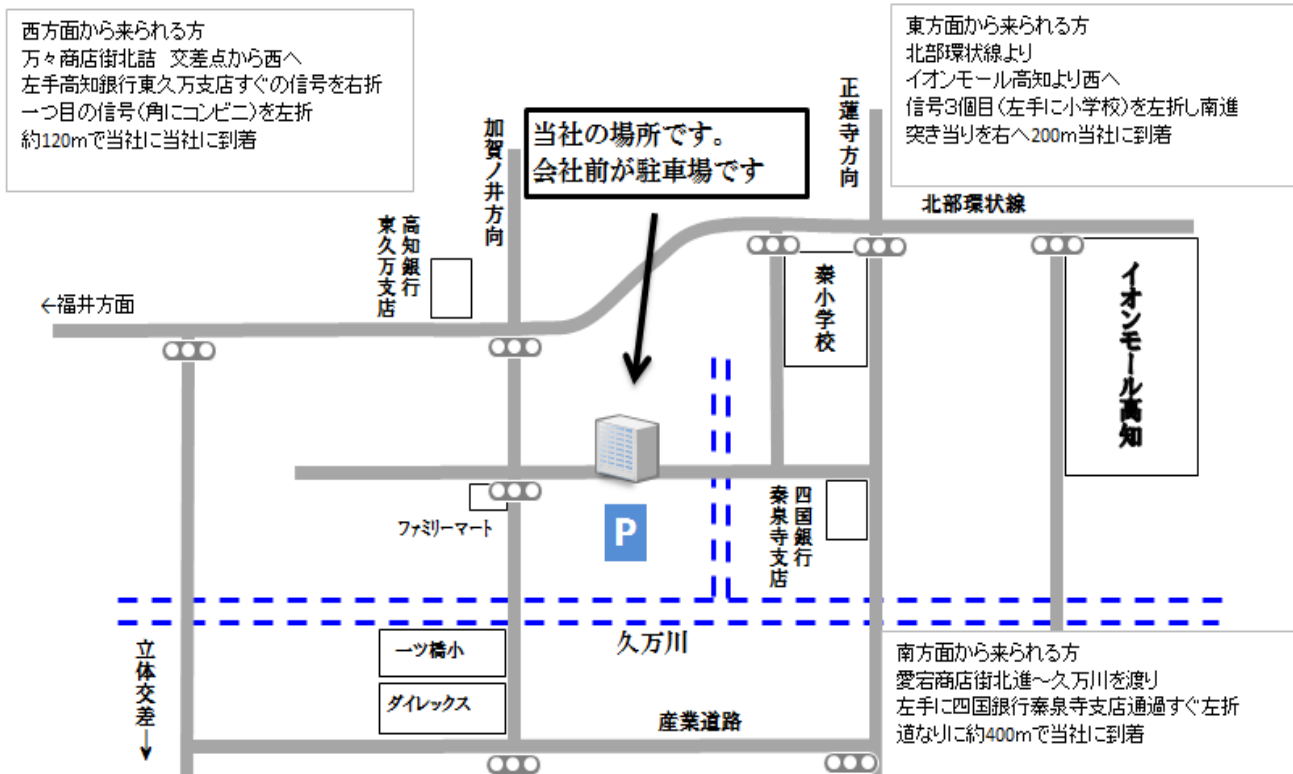 西方面から来られる方
万々商店街北詰 交差点から西へ
左手高知銀行東久万支店すぐの信号を右折
一つ目の信号(角にコンビニ)を左折
約120mで当社に当社に到着
東方面から来られる方
北部環状線より
イオンモール高知より西へ
信号3個目(左手に小学校)を左折し南進
突き当りを右へ200m当社に到着
当社の場所です。
会社前が駐車場です
加賀ノ井方向
正蓮寺方向
北部環状線
高知銀行
東久万支店
←福井方面
秦小学校
イオンモール高知
ファミリーマート
P
四国銀行
秦泉寺支店
久万川
一ツ橋小
ダイレックス
立体交差→
産業道路
南方面から来られる方
愛宕商店街北進～久万川を渡り
左手に四国銀行秦泉寺支店通過すぐ左折
道なりに約400mで当社に到着